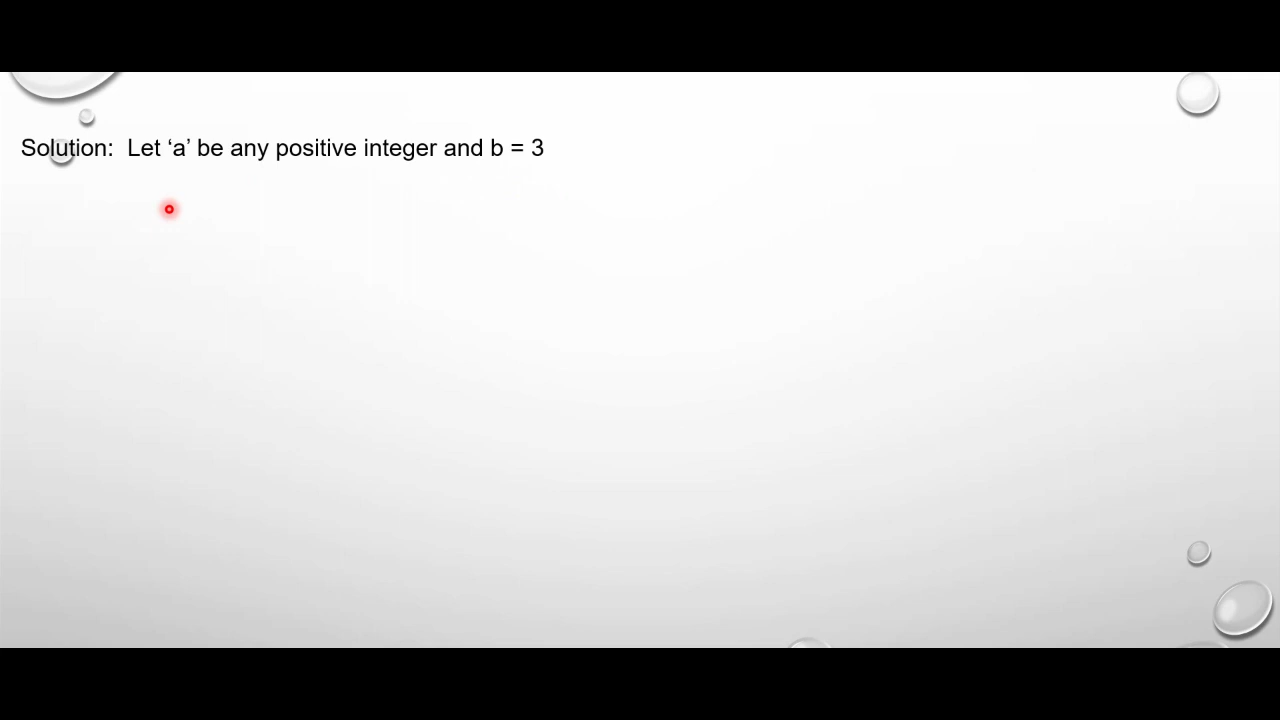 Solution:  Let ‘a’ be any positive integer and b = 3